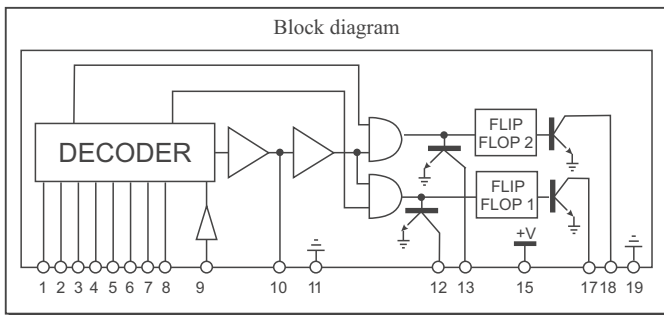 Block diagram
FLIP
FLOP 2
DECODER
FLIP
FLOP 1
+V
1 2 3 4 5 6 7 8 9 10 11 12 13 15 17 18 19